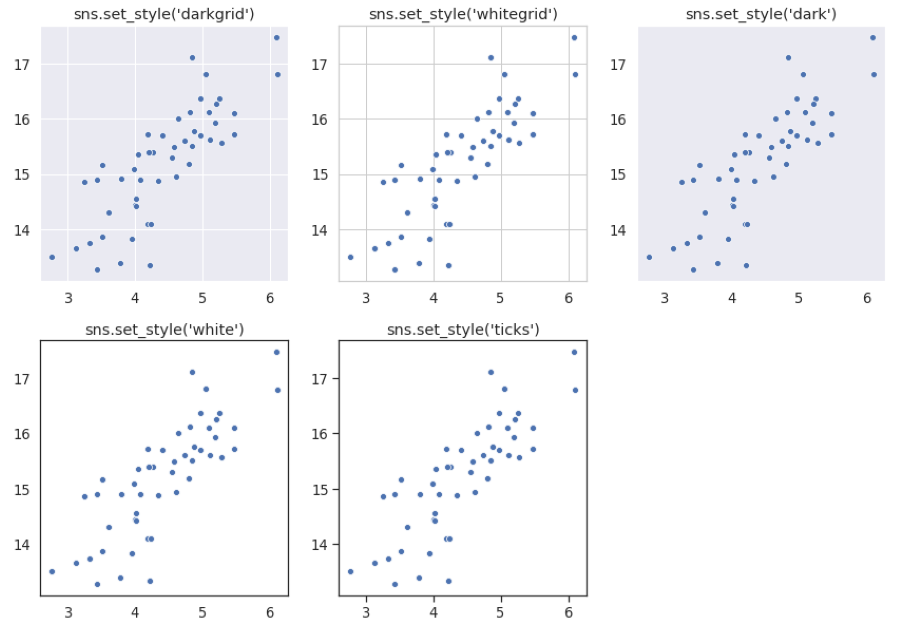 sns.set_style('darkgrid')
sns.set_style('whitegrid')
sns.set_style('dark')
17
16
15
14
3 4 5 6
17
16
15
14
3 4 5 6
17
16
15
14
3 4 5 6
sns.set_style('white')
sns.set_style('ticks')
17
16
15
14
3 4 5 6
17
16
15
14
3 4 5 6